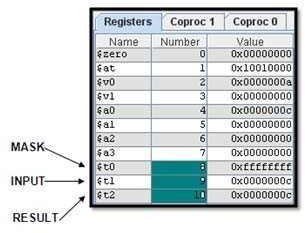 Registers Coproc 1 Coproc 0
Name Number Value
$zero 0 0x00000000
$at 1 0x10010000
$v0 2 0x0000000a
$v1 3 0x00000000
$a0 4 0x0000000c
$a1 5 0x00000000
$a2 6 0x00000000
$a3 7 0x00000000
MASK $t0 8 0xffffffff
INPUT $t1 9 0x0000000c
RESULT $t2 10 0x0000000c